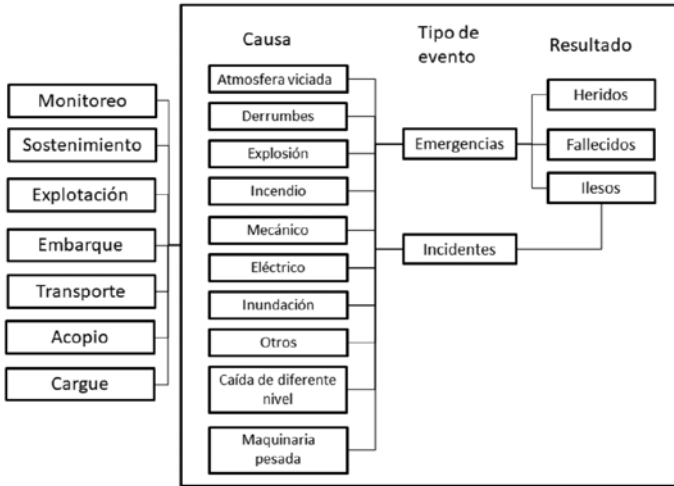 Monitoreo
Sostenimiento
Explotación
Embarque
Transporte
Acopio
Cargue
Causa
Atmosfera viciada
Derrumbes
Explosión
Incendio
Mecánico
Eléctrico
Inundación
Otros
Caída de diferente
nivel
Maquinaria
pesada
Tipo de
evento
Emergencias
Incidentes
Resultado
Heridos
Fallecidos
Ilesos